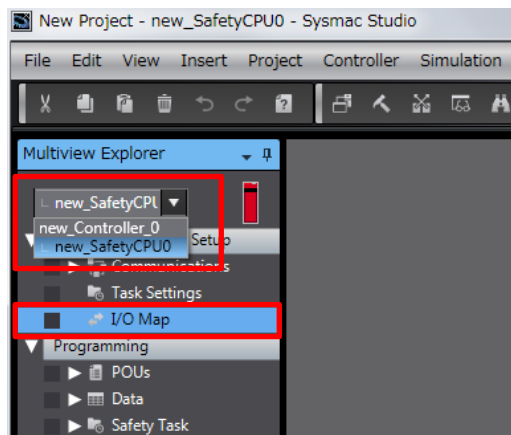 New Project - new_SafetyCPU0 - Sysmac Studio
File Edit View Insert Project Controller Simulation
Multiview Explorer
new_SafetyCPU
new_Controller_0
new_SafetyCPU0 Setup
Communications
Task Settings
I/O Map
Programming
POUs
Data
Safety Task